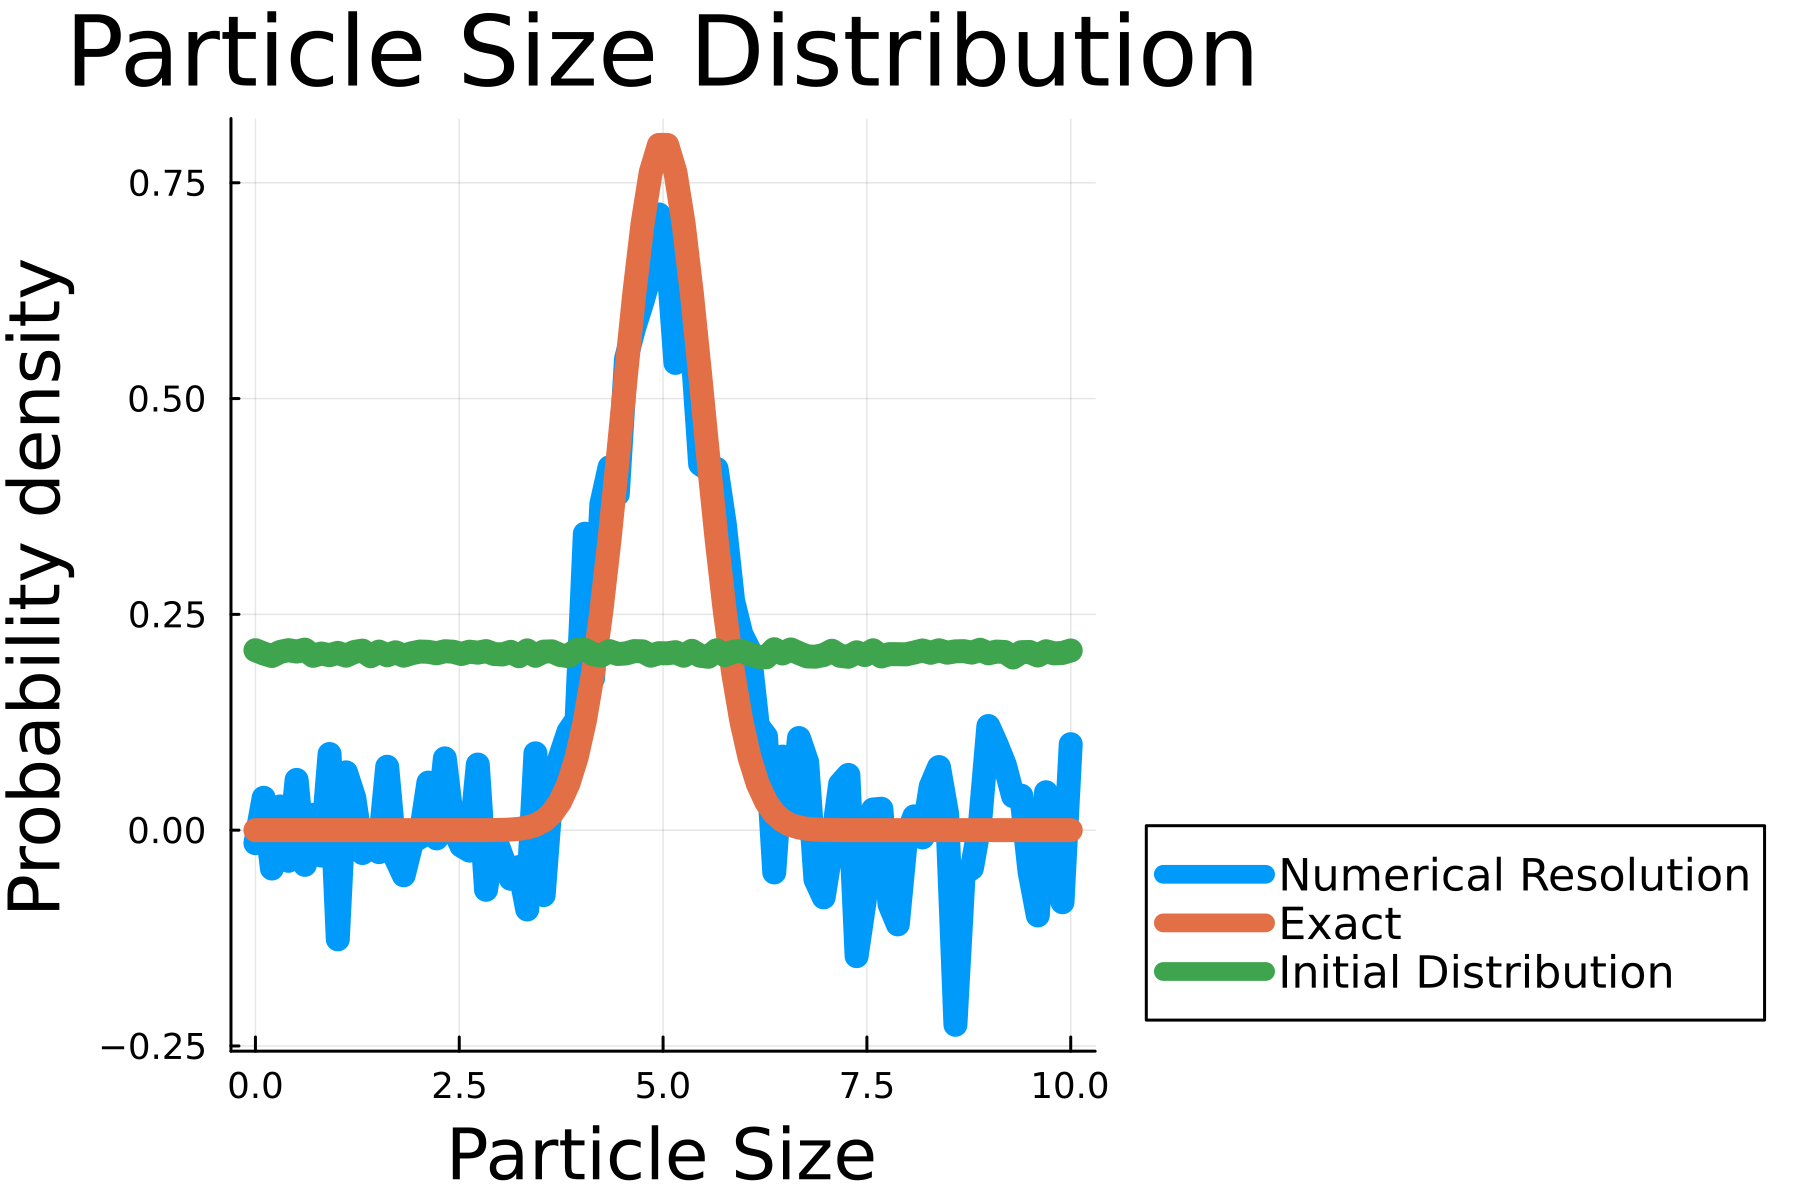 Particle Size Distribution
Probability density
0.75
0.50
0.25
0.00
−0.25
0.0 2.5 5.0 7.5 10.0
Particle Size
Numerical Resolution
Exact
Initial Distribution